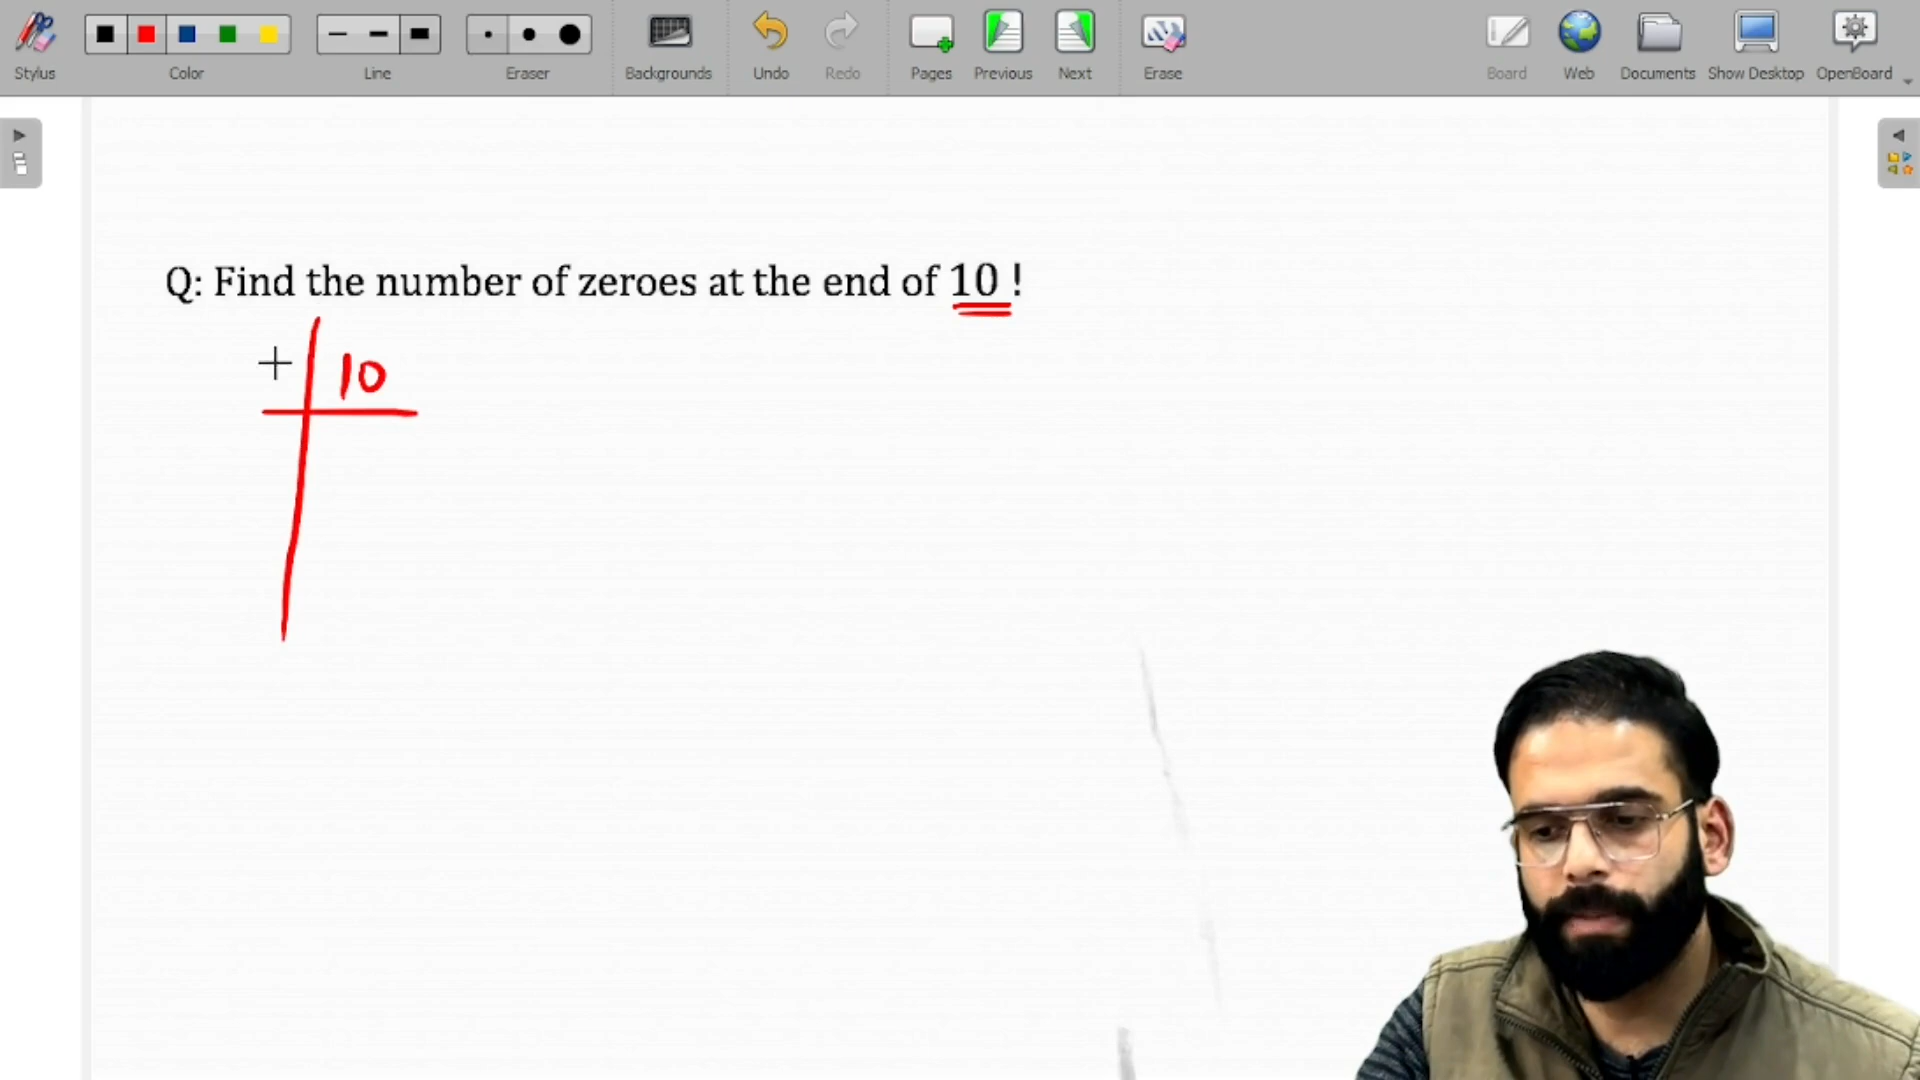 Stylus Color Line Eraser Backgrounds Undo Redo Pages Previous Next Erase Board Web Documents Show Desktop OpenBoard
Q: Find the number of zeroes at the end of 10 !
10